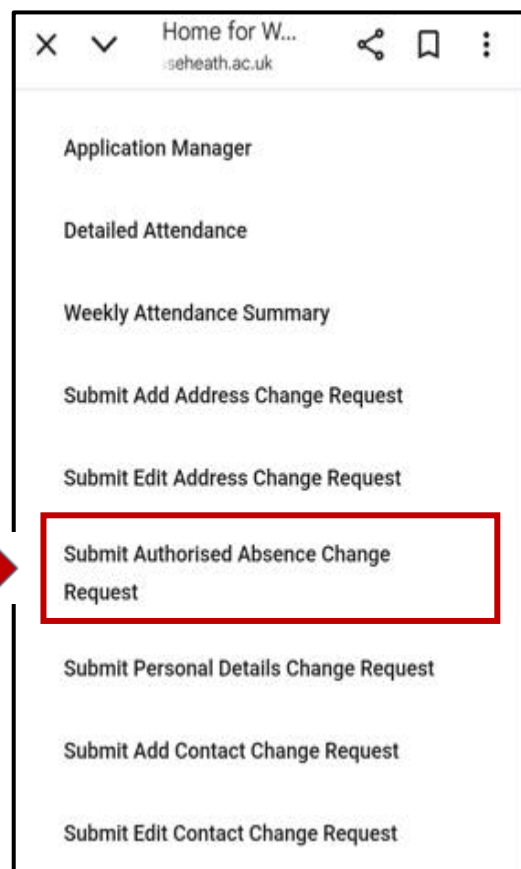 Home for W...
seheath.ac.uk
Application Manager
Detailed Attendance
Weekly Attendance Summary
Submit Add Address Change Request
Submit Edit Address Change Request
Submit Authorised Absence Change
Request
Submit Personal Details Change Request
Submit Add Contact Change Request
Submit Edit Contact Change Request